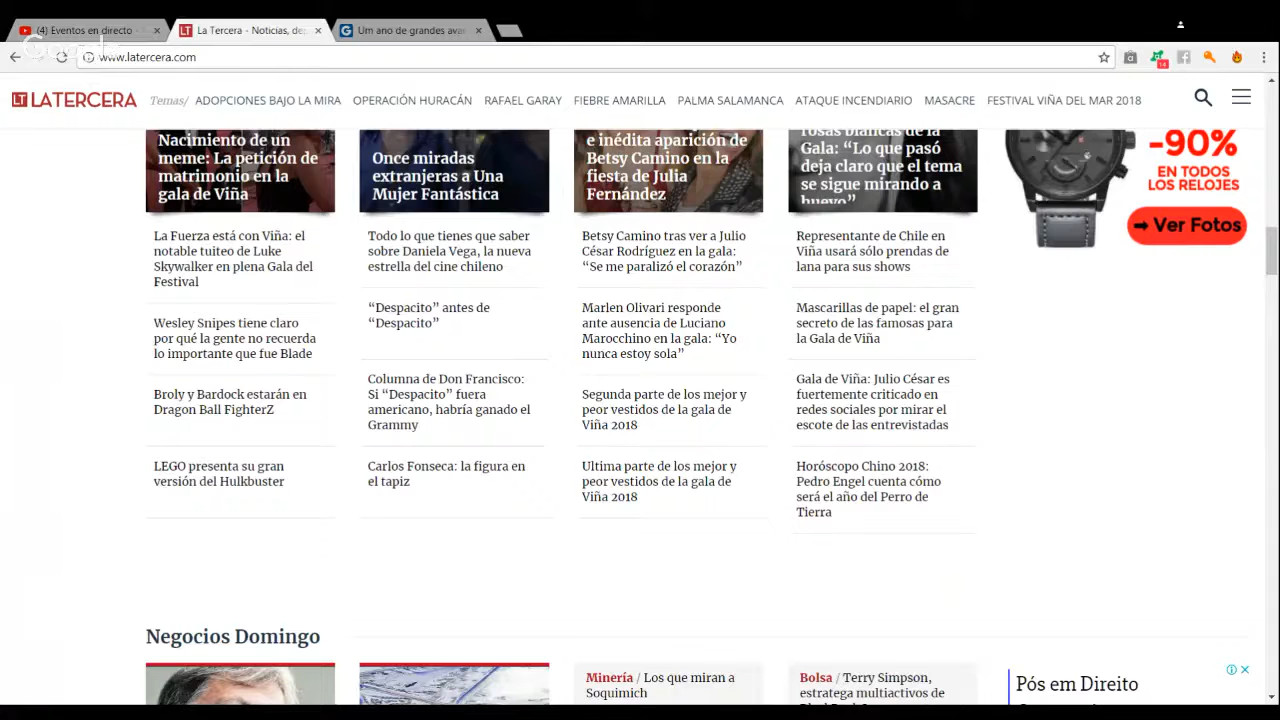 (4) Eventos en directo -
La Tercera - Noticias, dep
Um ano de grandes ava
www.latercera.com
14
LT LATERCERA
Temas/ ADOPCIONES BAJO LA MIRA OPERACIÓN HURACÁN RAFAEL GARAY FIEBRE AMARILLA PALMA SALAMANCA ATAQUE INCENDIARIO MASACRE FESTIVAL VIÑA DEL MAR 2018
Nacimiento de un
meme: La petición de
matrimonio en la
gala de Viña
La Fuerza está con Viña: el
notable tuiteo de Luke
Skywalker en plena Gala del
Festival
Wesley Snipes tiene claro
por qué la gente no recuerda
lo importante que fue Blade
Broly y Bardock estarán en
Dragon Ball FighterZ
LEGO presenta su gran
versión del Hulkbuster
Once miradas
extranjeras a Una
Mujer Fantástica
Todo lo que tienes que saber
sobre Daniela Vega, la nueva
estrella del cine chileno
“Despacito” antes de
“Despacito”
Columna de Don Francisco:
Si “Despacito” fuera
americano, habría ganado el
Grammy
Carlos Fonseca: la figura en
el tapiz
e inédita aparición de
Betsy Camino en la
fiesta de Julia
Fernández
Betsy Camino tras ver a Julio
César Rodríguez en la gala:
“Se me paralizó el corazón”
Marlen Olivari responde
ante ausencia de Luciano
Marocchino en la gala: “Yo
nunca estoy sola”
Segunda parte de los mejor y
peor vestidos de la gala de
Viña 2018
Ultima parte de los mejor y
peor vestidos de la gala de
Viña 2018
rosas blancas de la
Gala: “Lo que pasó
deja claro que el tema
se sigue mirando a
huevo”
Representante de Chile en
Viña usará sólo prendas de
lana para sus shows
Mascarillas de papel: el gran
secreto de las famosas para
la Gala de Viña
Gala de Viña: Julio César es
fuertemente criticado en
redes sociales por mirar el
escote de las entrevistadas
Horóscopo Chino 2018:
Pedro Engel cuenta cómo
será el año del Perro de
Tierra
-90%
EN TODOS
LOS RELOJES
➞ Ver Fotos
Negocios Domingo
Minería / Los que miran a
Soquimich
Bolsa / Terry Simpson,
estratega multiactivos de
Pós em Direito